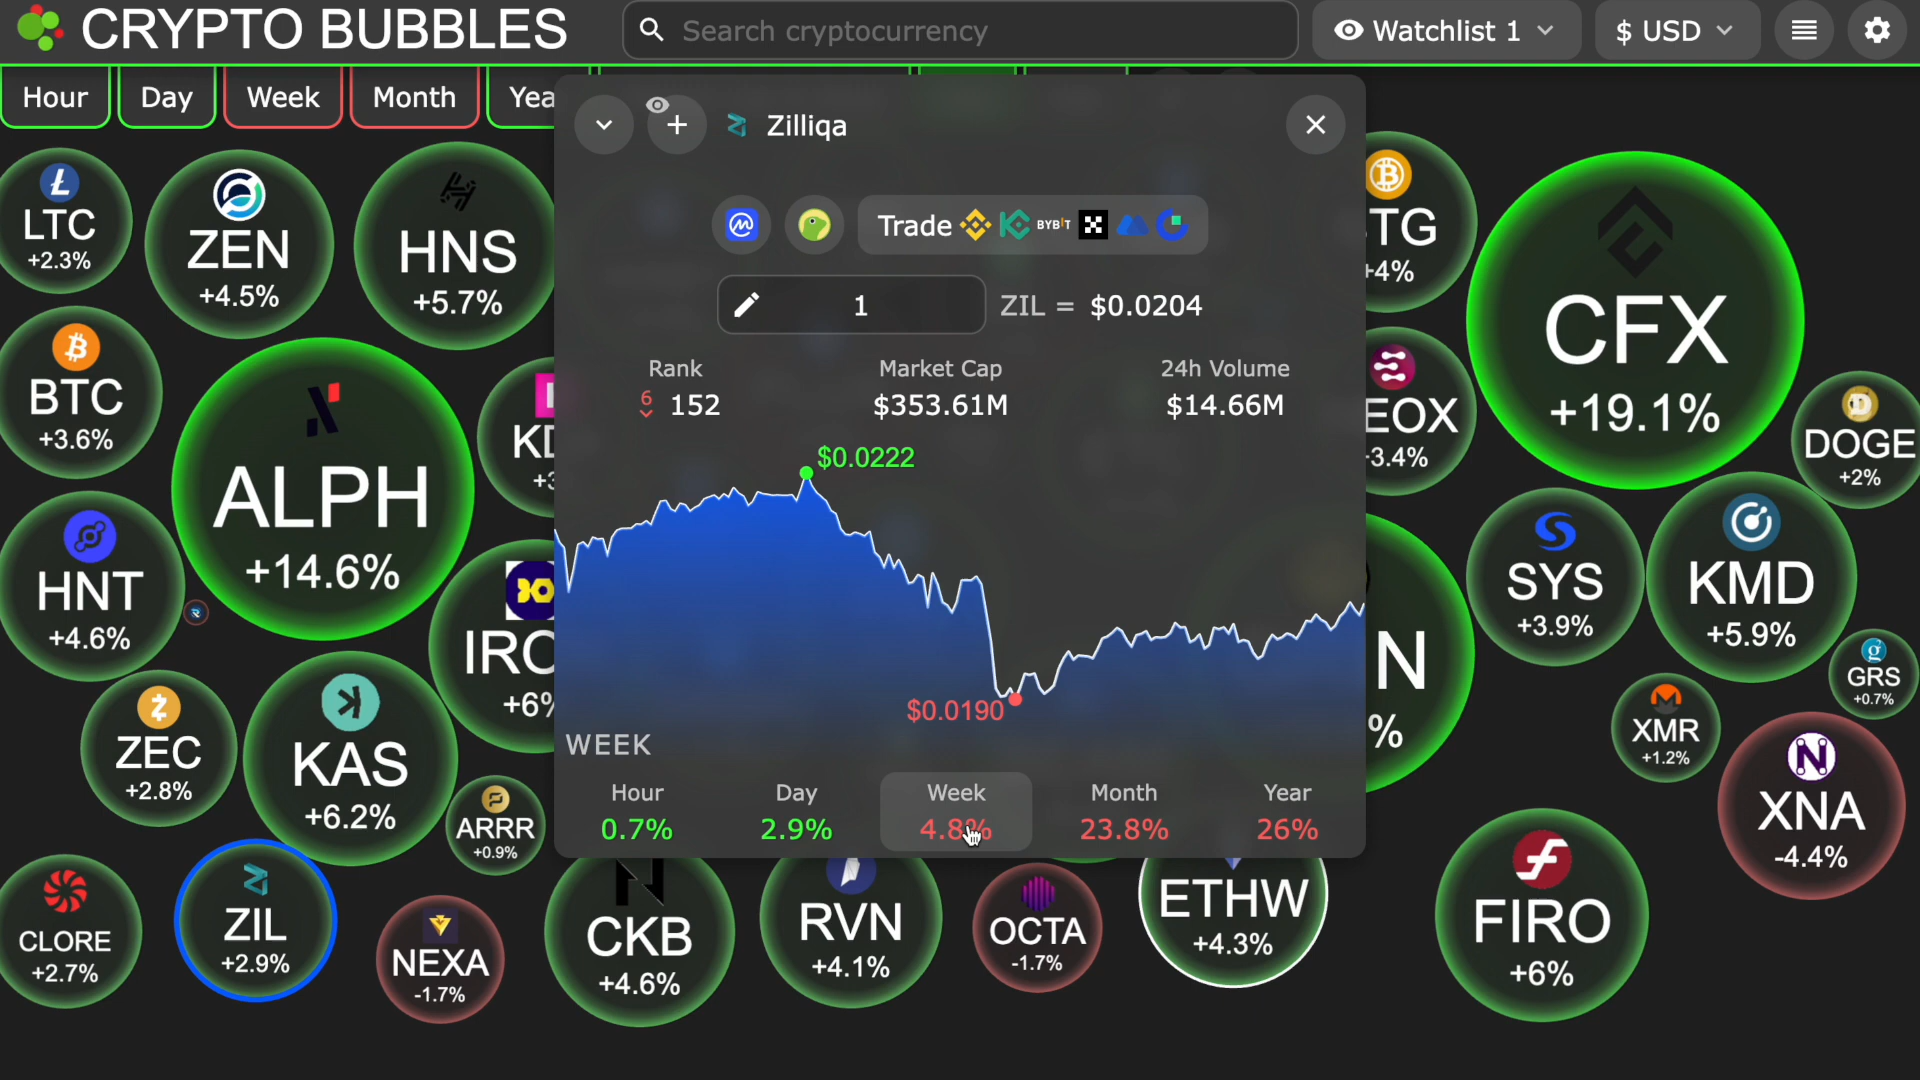 CRYPTO BUBBLES
Search cryptocurrency
Watchlist 1
$ USD
Hour
Day
Week
Month
Zilliqa
Trade
BYBIT
1
ZIL = $0.0204
Rank
Market Cap
24h Volume
6
152
$353.61M
$14.66M
$0.0222
$0.0190
WEEK
Hour
Day
Week
Month
Year
0.7%
2.9%
4.8%
23.8%
26%
LTC
+2.3%
ZEN
+4.5%
HNS
+5.7%
BTC
+3.6%
ALPH
+14.6%
HNT
+4.6%
ZEC
+2.8%
KAS
+6.2%
ARRR
+0.9%
CLORE
+2.7%
ZIL
+2.9%
NEXA
-1.7%
CKB
+4.6%
RVN
+4.1%
OCTA
-1.7%
ETHW
+4.3%
FIRO
+6%
CFX
+19.1%
DOGE
+2%
SYS
+3.9%
KMD
+5.9%
GRS
+0.7%
XMR
+1.2%
XNA
-4.4%